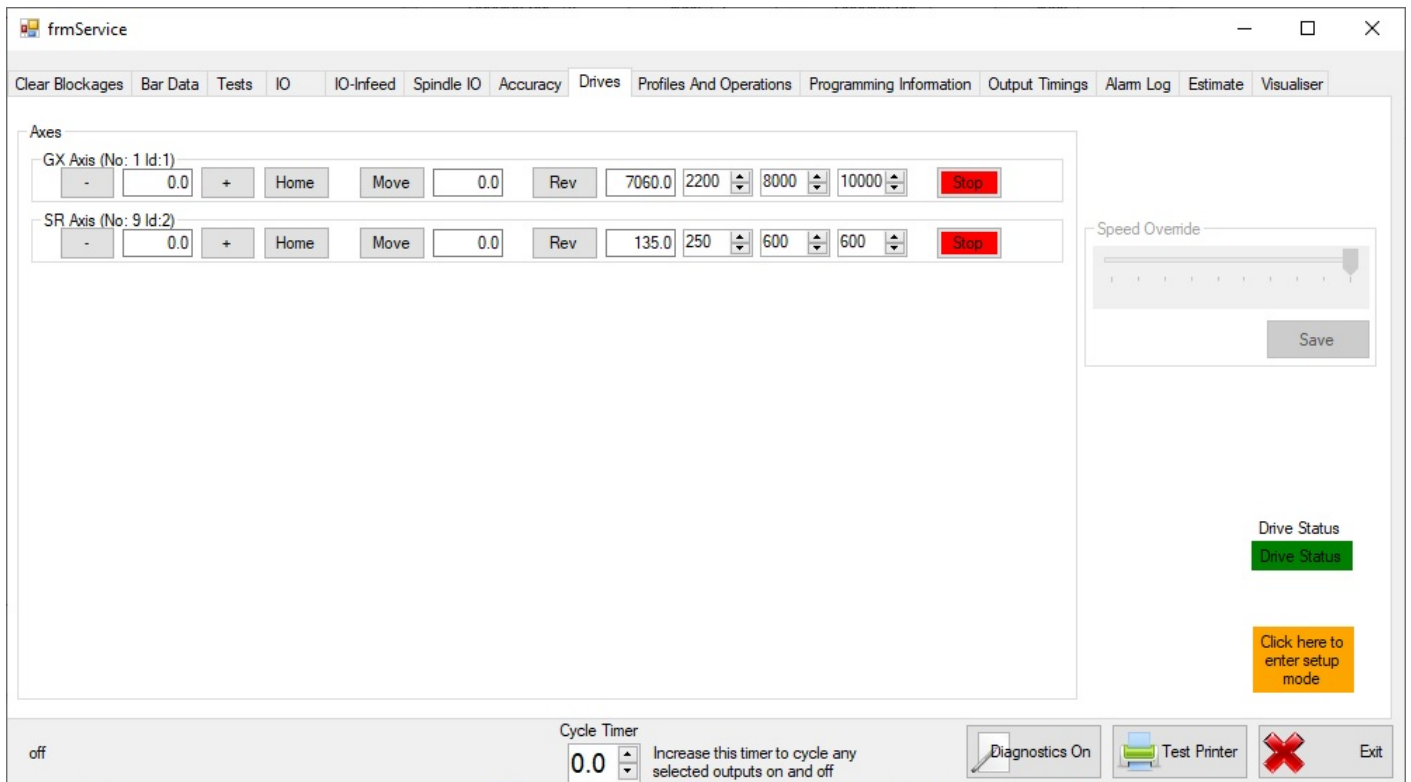 frmService
Clear Blockages Bar Data Tests IO IO-Infeed Spindle IO Accuracy Drives Profiles And Operations Programming Information Output Timings Alarm Log Estimate Visualiser
Axes
GX Axis (No: 1 Id:1)
- 0.0 + Home Move 0.0 Rev 7060.0 2200 8000 10000 Stop
SR Axis (No: 9 Id:2)
- 0.0 + Home Move 0.0 Rev 135.0 250 600 600 Stop
Speed Override
Save
Drive Status
Drive Status
Click here to
enter setup
mode
off
Cycle Timer
0.0
Increase this timer to cycle any
selected outputs on and off
Diagnostics On
Test Printer
Exit